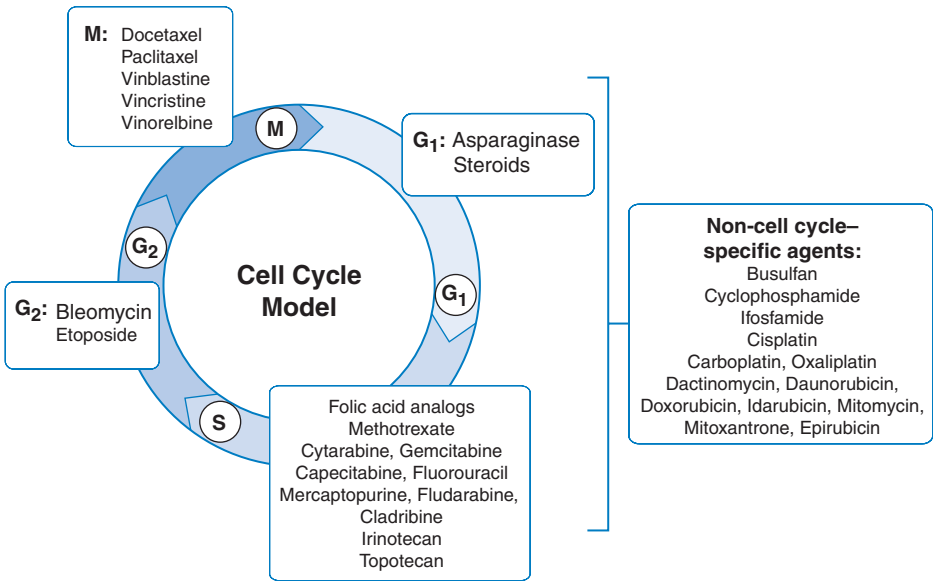 M: Docetaxel
Paclitaxel
Vinblastine
Vincristine
Vinorelbine
M
G1: Asparaginase
Steroids
G2
Cell Cycle
Model
G1
G2: Bleomycin
Etoposide
S
Folic acid analogs
Methotrexate
Cytarabine, Gemcitabine
Capecitabine, Fluorouracil
Mercaptopurine, Fludarabine,
Cladribine
Irinotecan
Topotecan
Non-cell cycle–
specific agents:
Busulfan
Cyclophosphamide
Ifosfamide
Cisplatin
Carboplatin, Oxaliplatin
Dactinomycin, Daunorubicin,
Doxorubicin, Idarubicin, Mitomycin,
Mitoxantrone, Epirubicin